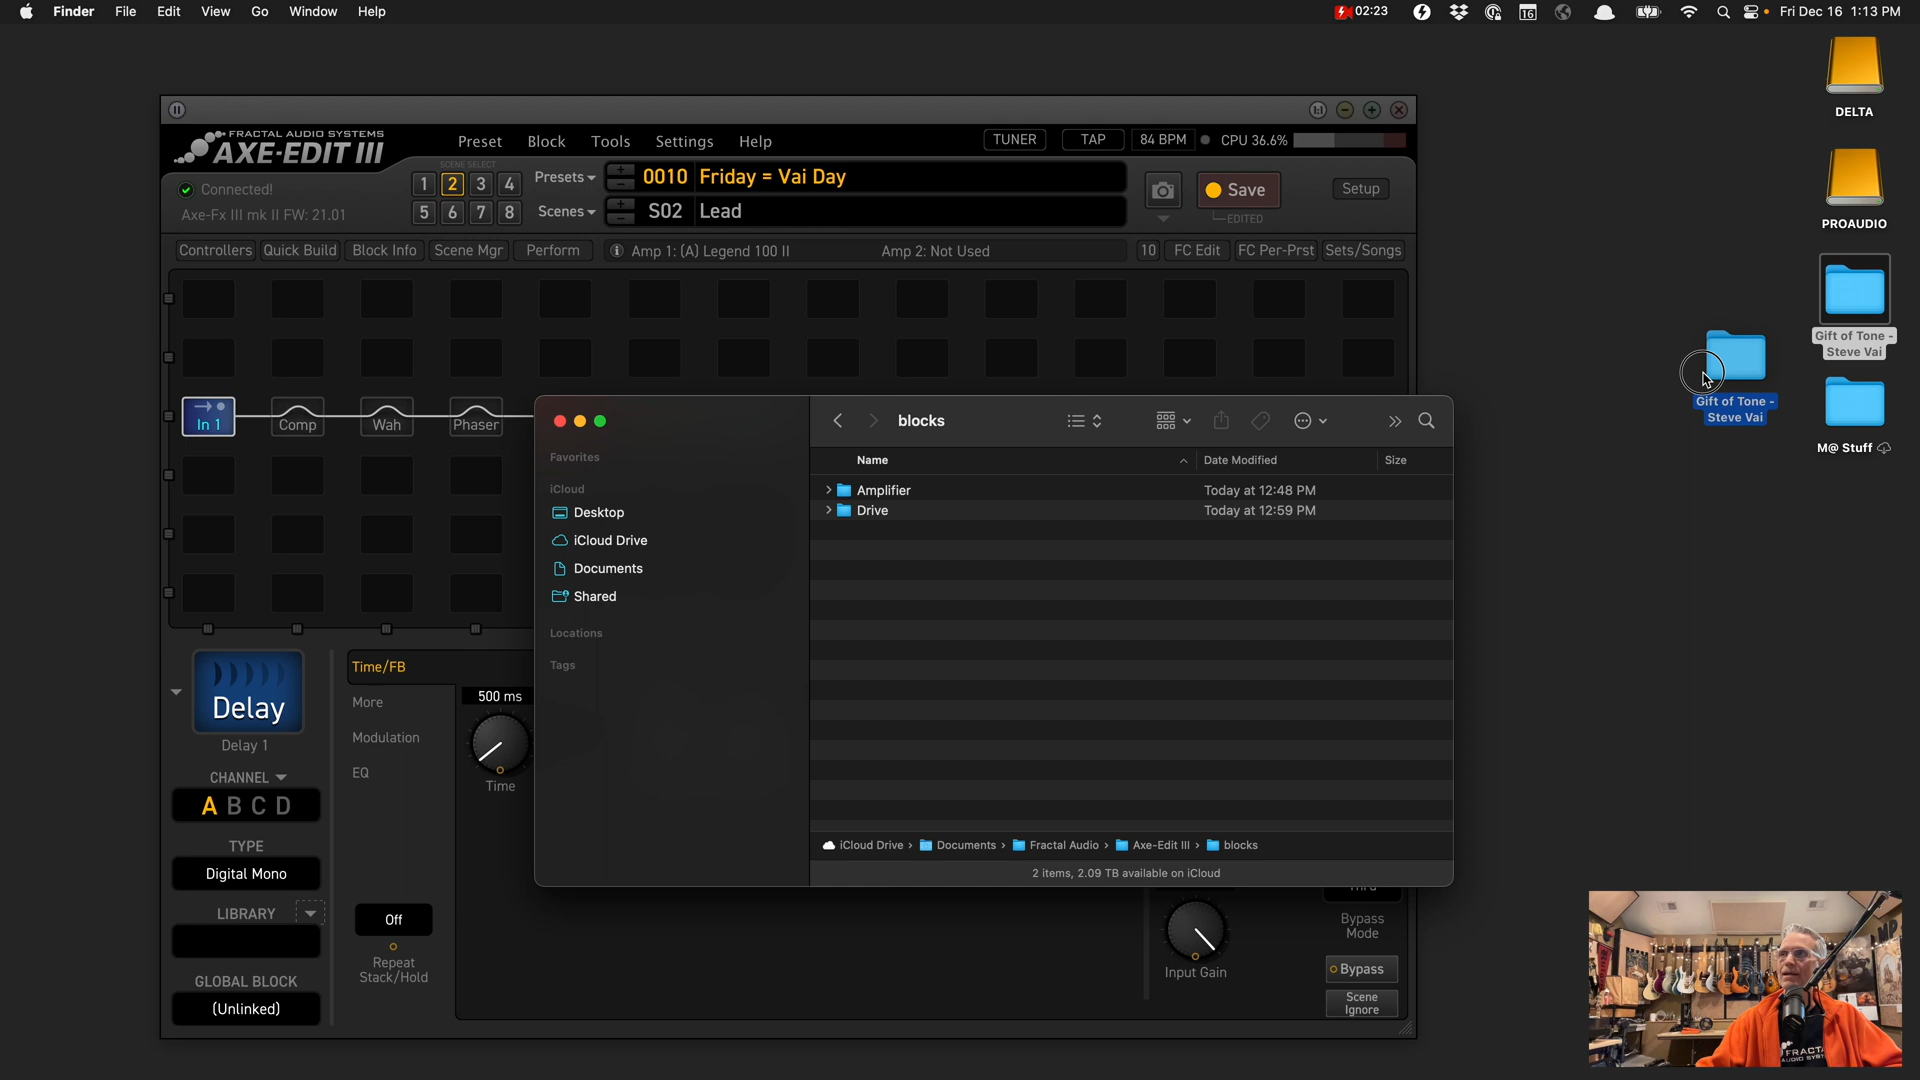 Finder File Edit View Go Window Help
02:23 16 Fri Dec 16 1:13 PM
DELTA
PROAUDIO
Gift of Tone -
Steve Vai
Gift of Tone -
Steve Vai
M@ Stuff
FRACTAL AUDIO SYSTEMS
AXE-EDIT III
Preset Block Tools Settings Help
TUNER TAP 84 BPM CPU 36.6%
1:1
Connected!
Axe-Fx III mk II FW: 21.01
SCENE SELECT
1 2 3 4
5 6 7 8
Presets 0010 Friday = Vai Day
Scenes S02 Lead
Save
EDITED
Setup
Controllers Quick Build Block Info Scene Mgr Perform
Amp 1: (A) Legend 100 II Amp 2: Not Used
10 FC Edit FC Per-Prst Sets/Songs
In 1 Comp Wah Phaser
blocks
Favorites
iCloud
Desktop
iCloud Drive
Documents
Shared
Locations
Tags
Name Date Modified Size
Amplifier Today at 12:48 PM
Drive Today at 12:59 PM
iCloud Drive › Documents › Fractal Audio › Axe-Edit III › blocks
2 items, 2.09 TB available on iCloud
Delay
Delay 1
CHANNEL
A B C D
TYPE
Digital Mono
LIBRARY
GLOBAL BLOCK
(Unlinked)
Time/FB
More
Modulation
EQ
500 ms
Time
Off
Repeat
Stack/Hold
Input Gain
Thru
Bypass
Mode
Bypass
Scene
Ignore